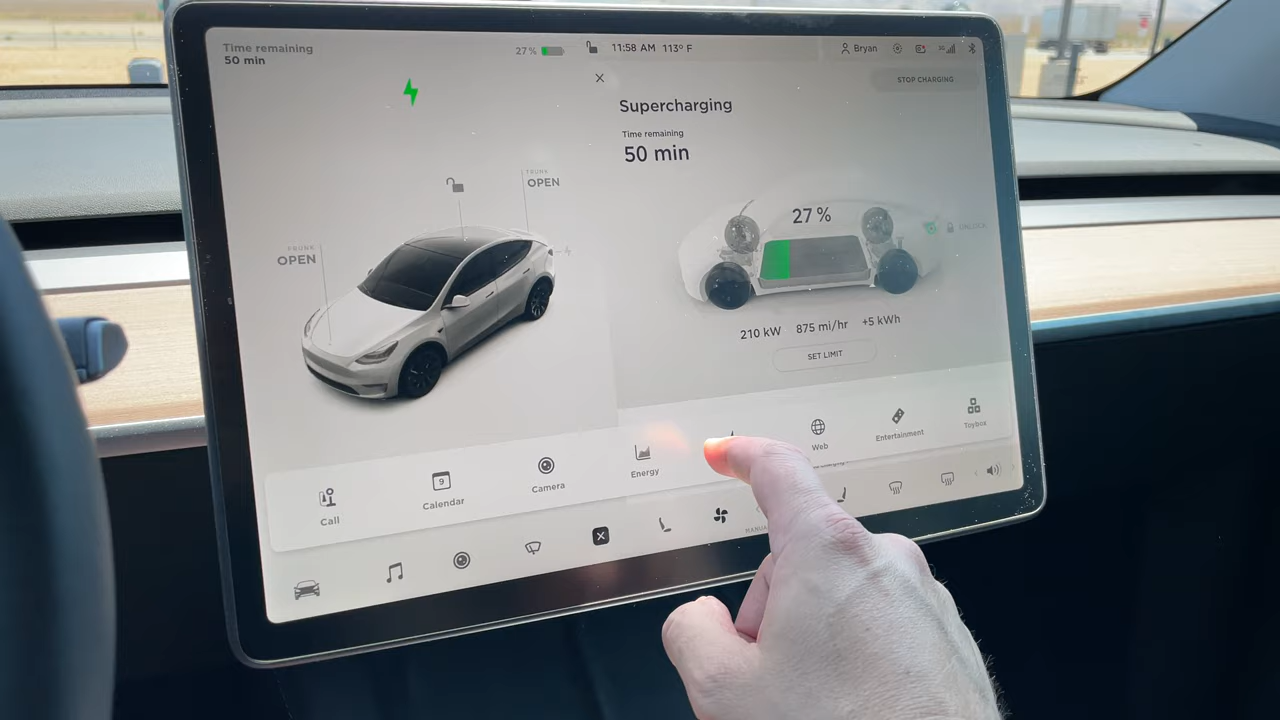 Time remaining
50 min
27 %
11:58 AM
113° F
Bryan
STOP CHARGING
Supercharging
Time remaining
50 min
TRUNK
OPEN
FRUNK
OPEN
27 %
UNLOCK
210 kW 875 mi/hr +5 kWh
SET LIMIT
Call
9
Calendar
Camera
Energy
Web
Entertainment
Toybox